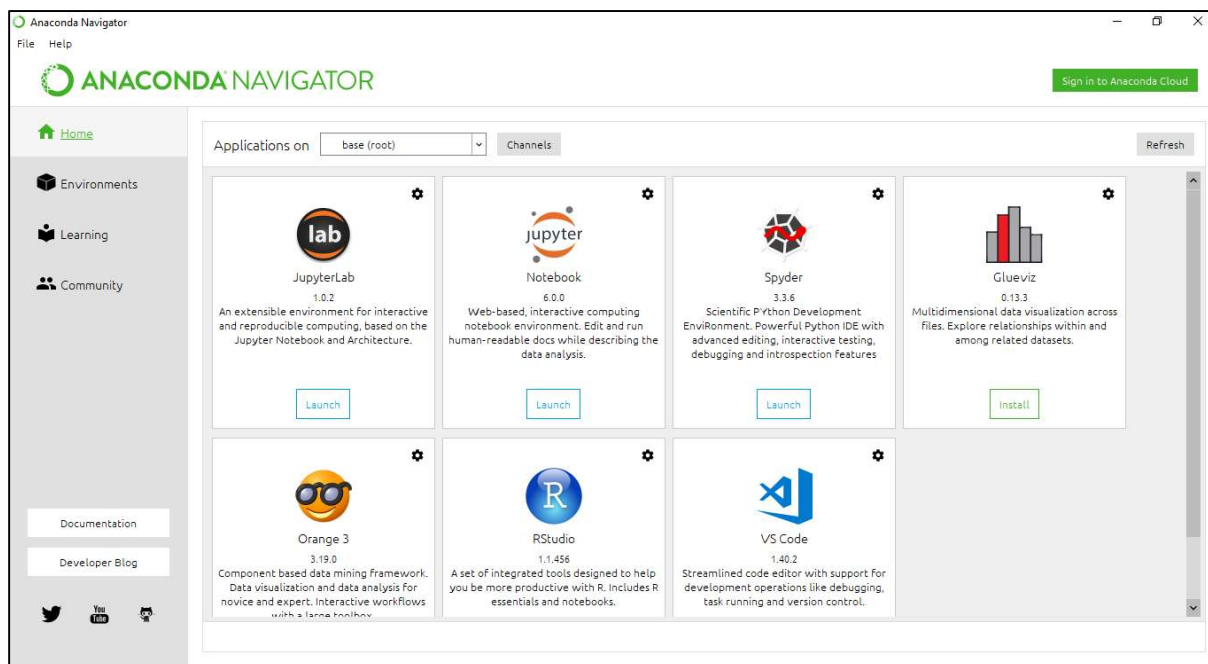 Anaconda Navigator
File Help
ANACONDA NAVIGATOR
Sign in to Anaconda Cloud
Home
Environments
Learning
Community
Documentation
Developer Blog
You
Tube
Applications on base (root) Channels Refresh
lab
JupyterLab
1.0.2
An extensible environment for interactive
and reproducible computing, based on the
Jupyter Notebook and Architecture.
Launch
jupyter
Notebook
6.0.0
Web-based, interactive computing
notebook environment. Edit and run
human-readable docs while describing the
data analysis.
Launch
Spyder
3.3.6
Scientific PYthon Development
EnviRonment. Powerful Python IDE with
advanced editing, interactive testing,
debugging and introspection features
Launch
Glueviz
0.13.3
Multidimensional data visualization across
files. Explore relationships within and
among related datasets.
Install
Orange 3
3.19.0
Component based data mining framework.
Data visualization and data analysis for
novice and expert. Interactive workflows
with a large toolbox.
R
RStudio
1.1.456
A set of integrated tools designed to help
you be more productive with R. Includes R
essentials and notebooks.
VS Code
1.40.2
Streamlined code editor with support for
development operations like debugging,
task running and version control.